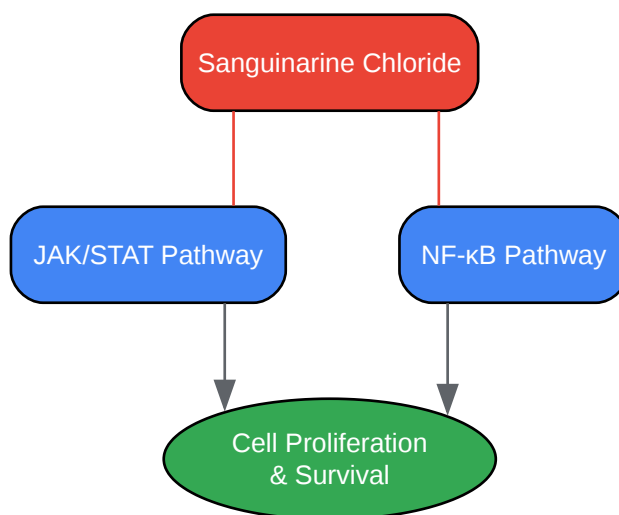 Sanguinarine Chloride
JAK/STAT Pathway
NF-κB Pathway
Cell Proliferation
& Survival